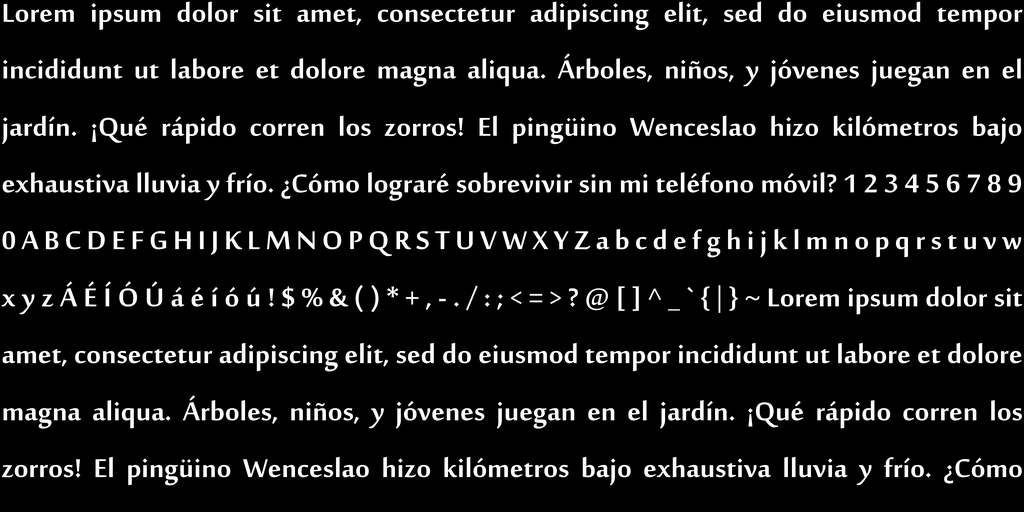 Lorem ipsum dolor sit amet, consectetur adipiscing elit, sed do eiusmod tempor
incididunt ut labore et dolore magna aliqua. Árboles, niños, y jóvenes juegan en el
jardín. ¡Qué rápido corren los zorros! El pingüino Wenceslao hizo kilómetros bajo
exhaustiva lluvia y frío. ¿Cómo lograré sobrevivir sin mi teléfono móvil? 1 2 3 4 5 6 7 8 9
0 A B C D E F G H I J K L M N O P Q R S T U V W X Y Z a b c d e f g h i j k l m n o p q r s t u v w
x y z Á É Í Ó Ú á é í ó ú ! $ % & ( ) * + , - . / : ; < = > ? @ [ ] ^ _ ` { | } ~ Lorem ipsum dolor sit
amet, consectetur adipiscing elit, sed do eiusmod tempor incididunt ut labore et dolore
magna aliqua. Árboles, niños, y jóvenes juegan en el jardín. ¡Qué rápido corren los
zorros! El pingüino Wenceslao hizo kilómetros bajo exhaustiva lluvia y frío. ¿Cómo